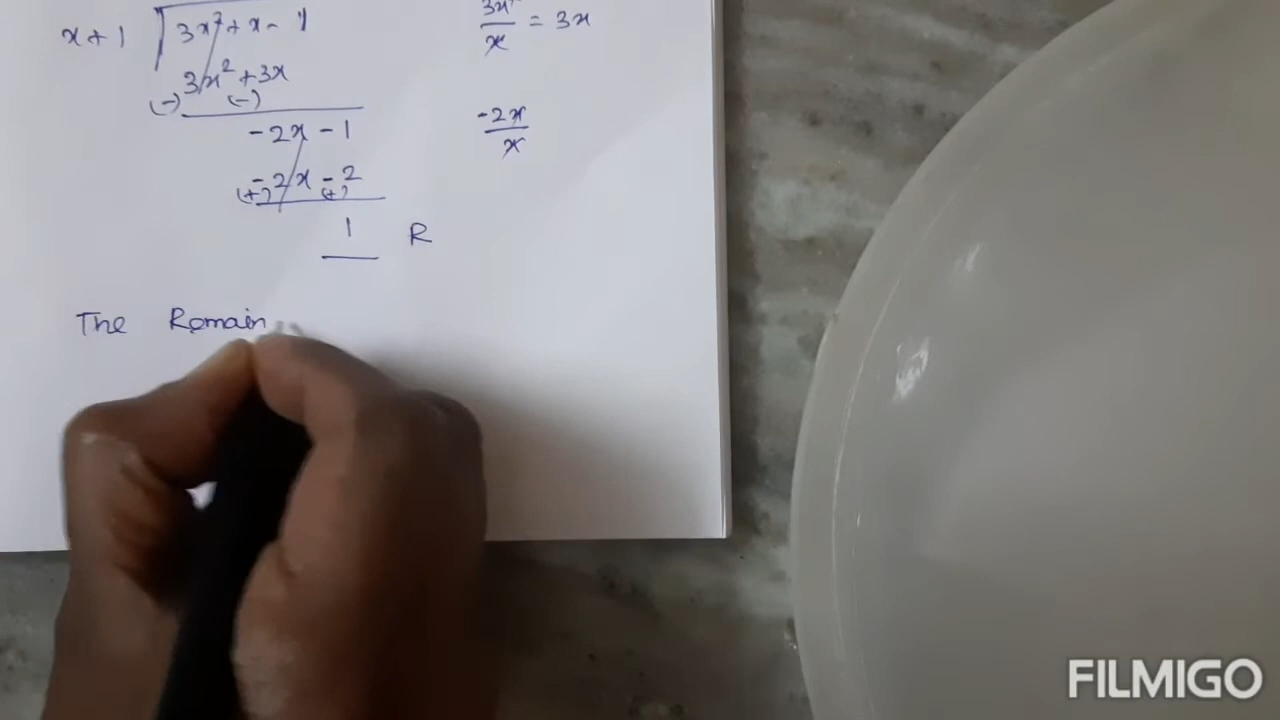 3x²
x + 1 3x² + x - 1 x = 3x
3x² + 3x
(-) (-)
-2x - 1 -2x
x
-2x - 2
(+) (+)
1 R
The Remain
FILMIGO